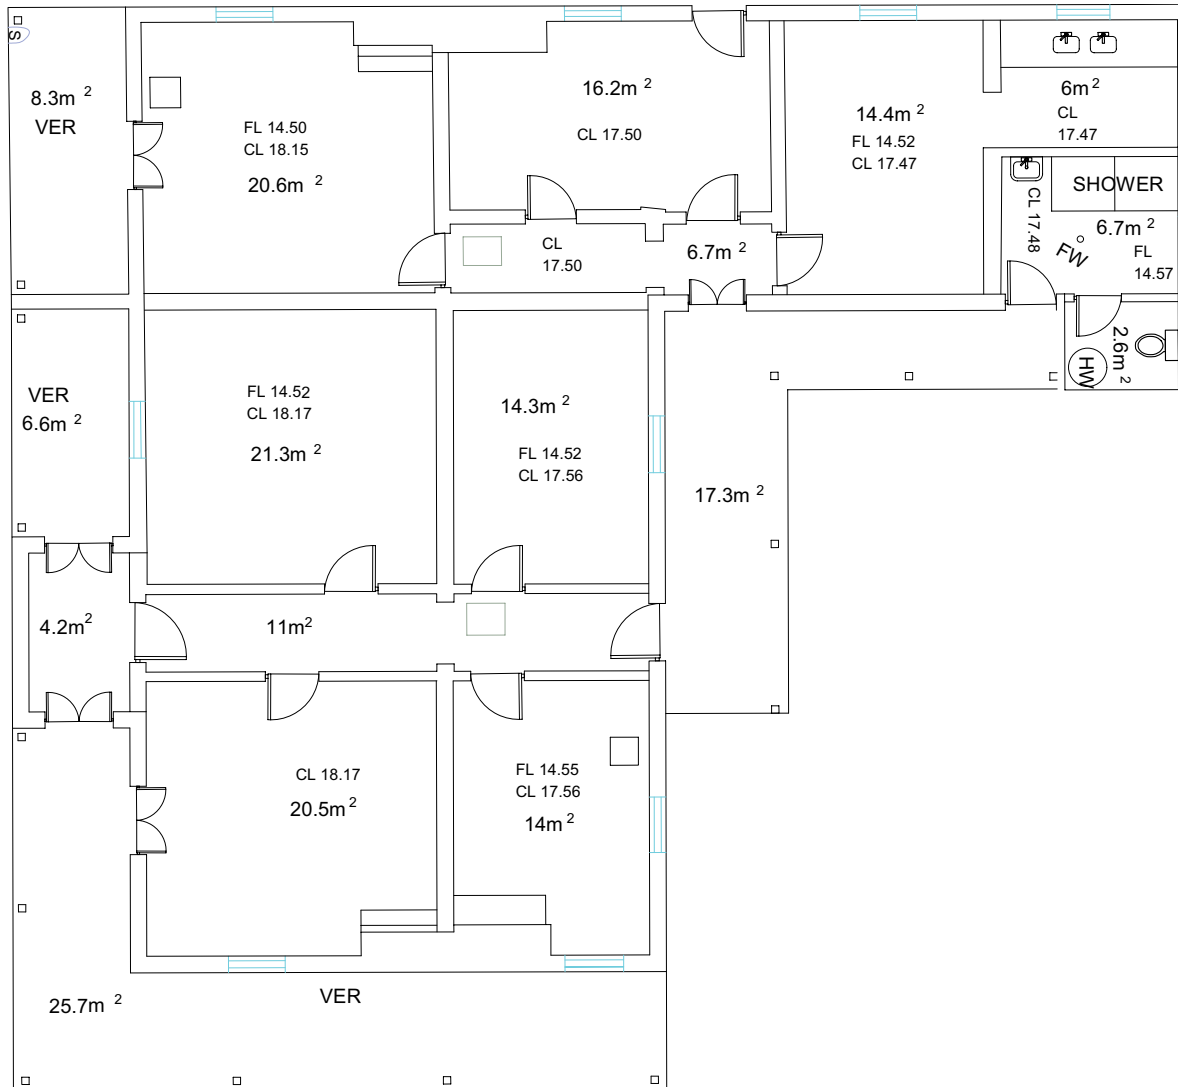 S
8.3m 2
VER
FL 14.50
CL 18.15
20.6m 2
16.2m 2
CL 17.50
14.4m 2
FL 14.52
CL 17.47
6m 2
CL
17.47
SHOWER
CL 17.48
6.7m 2
FL
14.57
FW
CL
17.50
6.7m 2
2.6m 2
HW
VER
6.6m 2
FL 14.52
CL 18.17
21.3m 2
14.3m 2
FL 14.52
CL 17.56
17.3m 2
4.2m2
11m2
CL 18.17
20.5m 2
FL 14.55
CL 17.56
14m 2
25.7m 2
VER